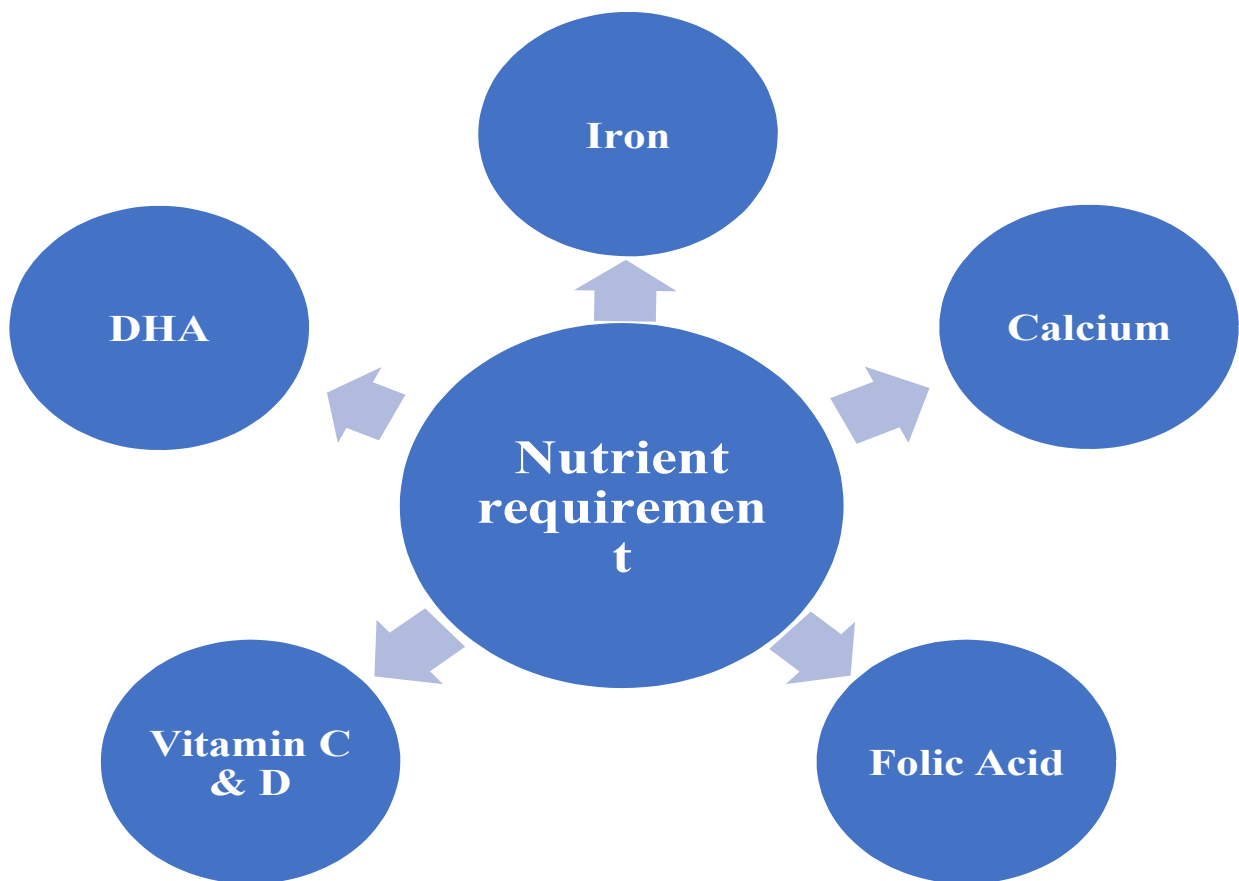 Iron
DHA
Calcium
Nutrient
requiremen
t
Vitamin C
& D
Folic Acid